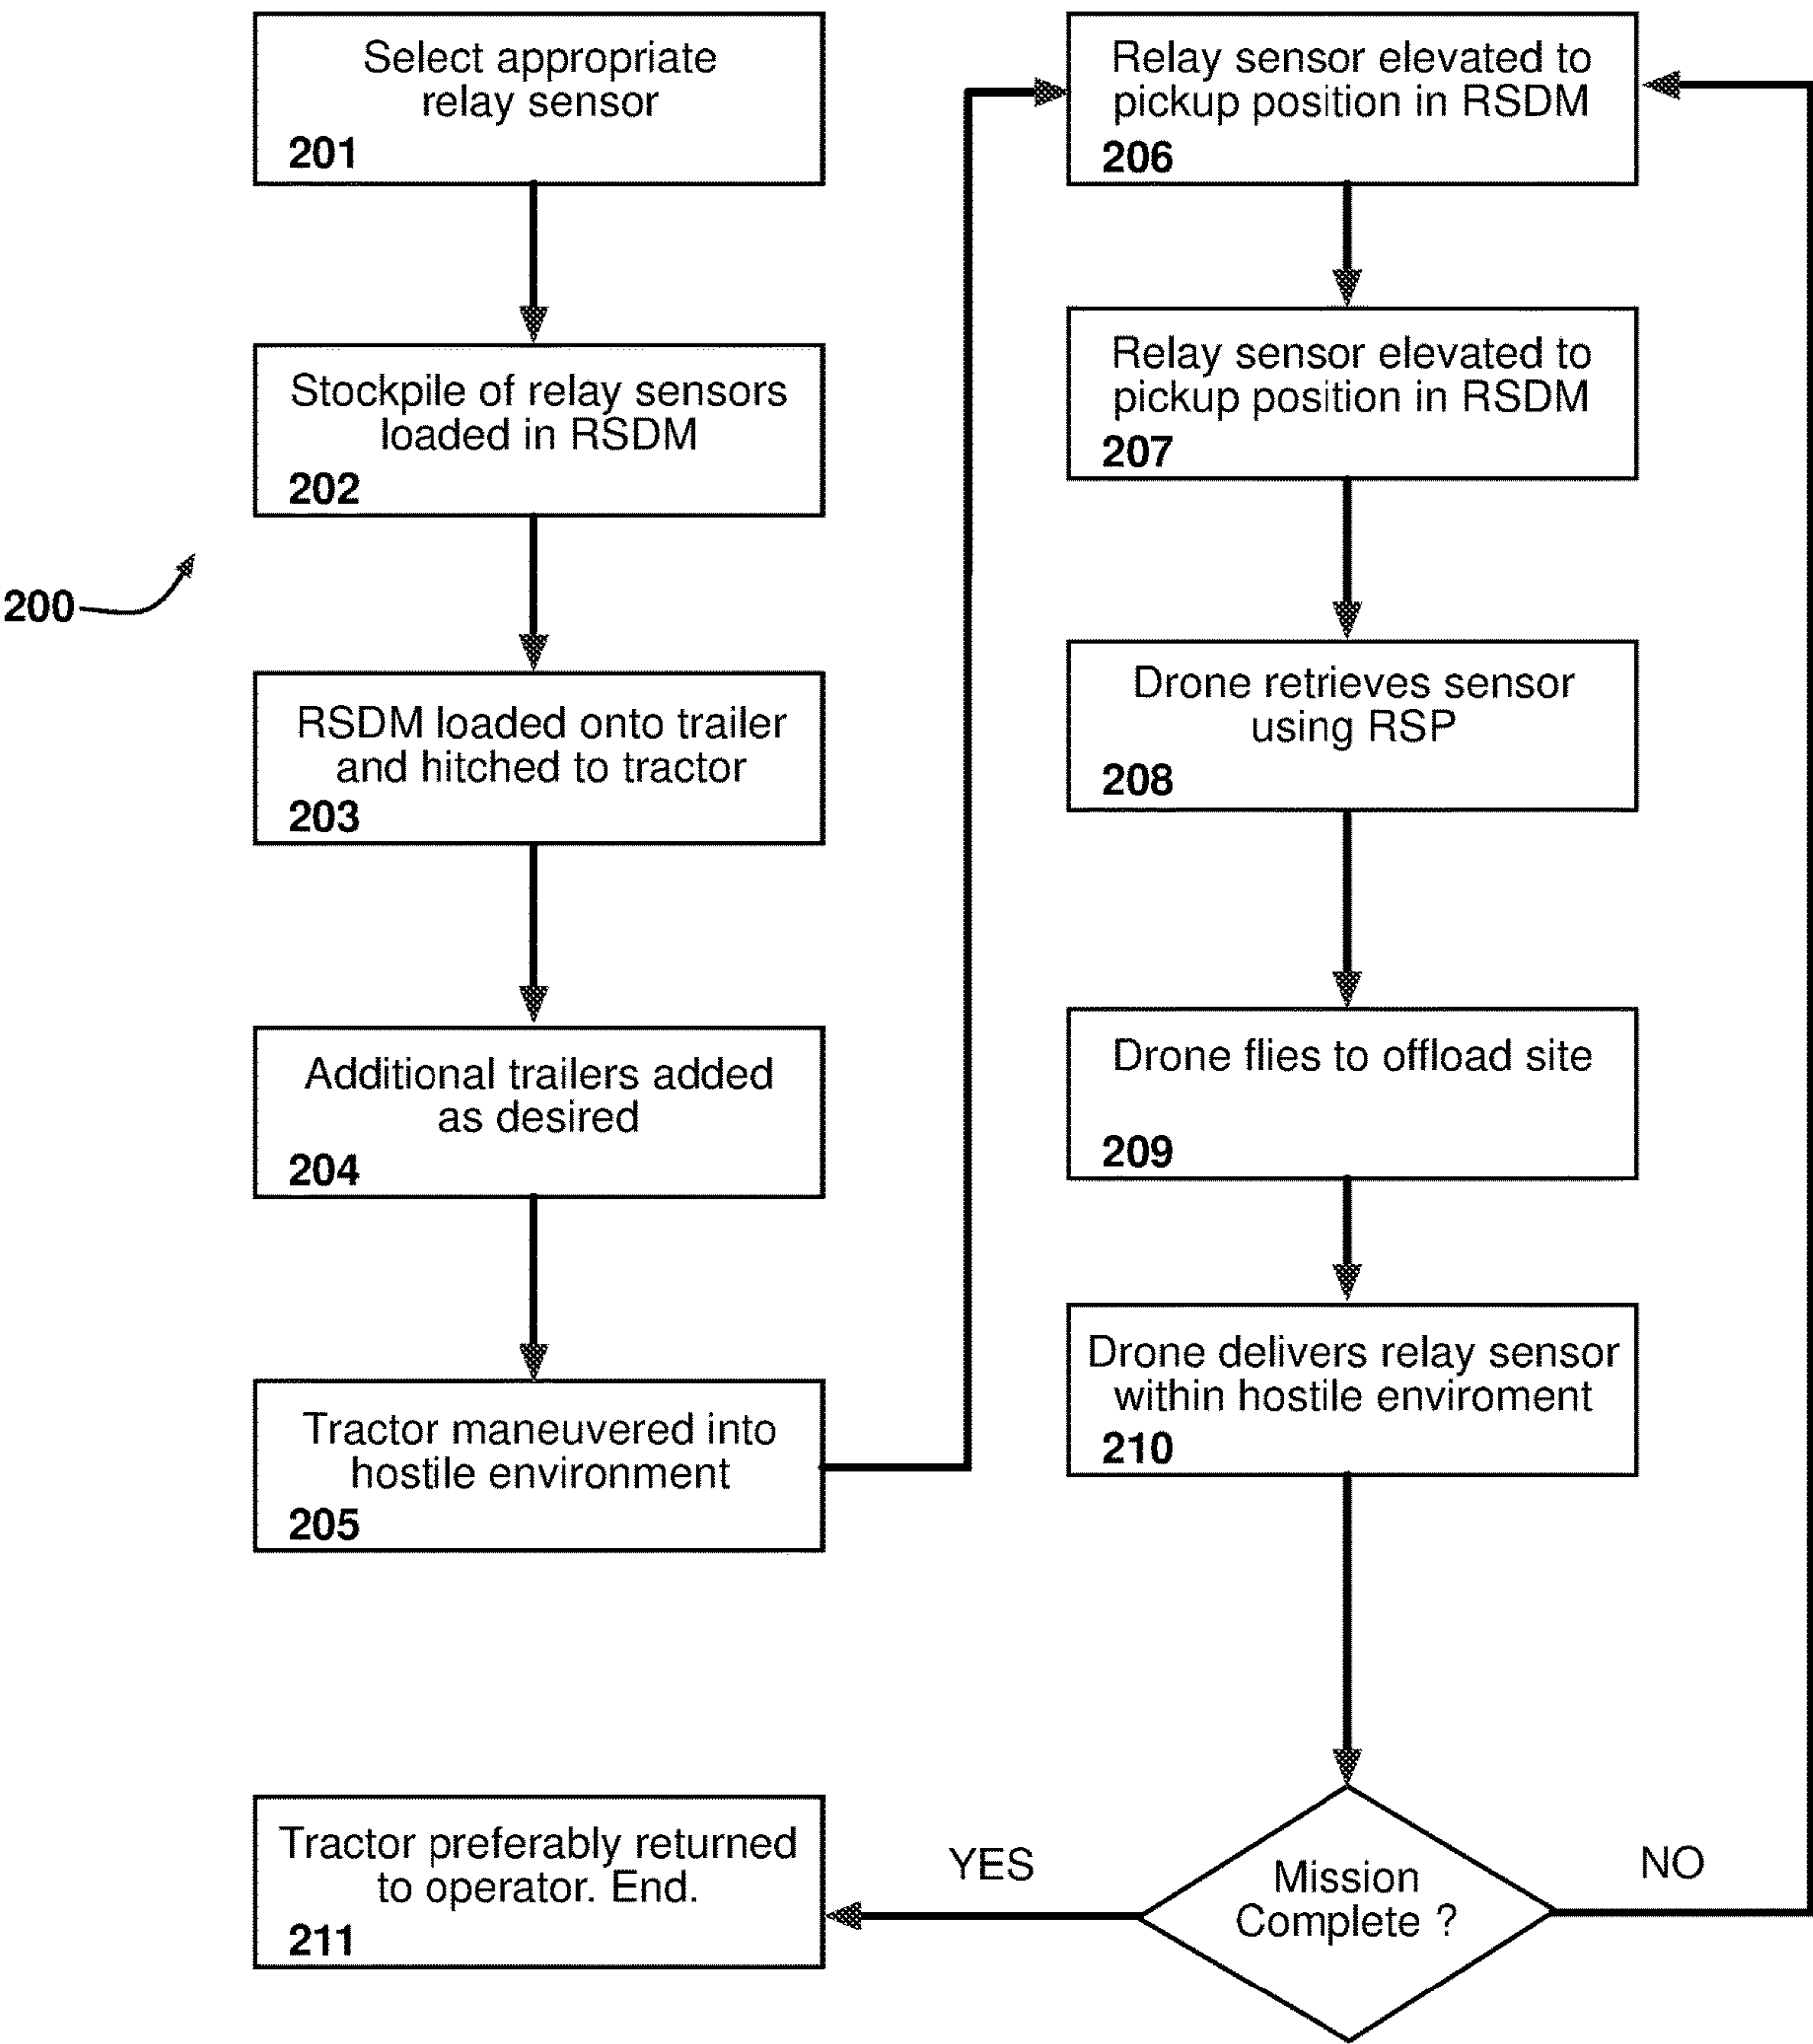 Select appropriate
relay sensor
201
Stockpile of relay sensors
loaded in RSDM
202
200
RSDM loaded onto trailer
and hitched to tractor
203
Additional trailers added
as desired
204
Tractor maneuvered into
hostile environment
205
Relay sensor elevated to
pickup position in RSDM
206
Relay sensor elevated to
pickup position in RSDM
207
Drone retrieves sensor
using RSP
208
Drone flies to offload site
209
Drone delivers relay sensor
within hostile enviroment
210
Mission
Complete ?
NO
YES
Tractor preferably returned
to operator. End.
211